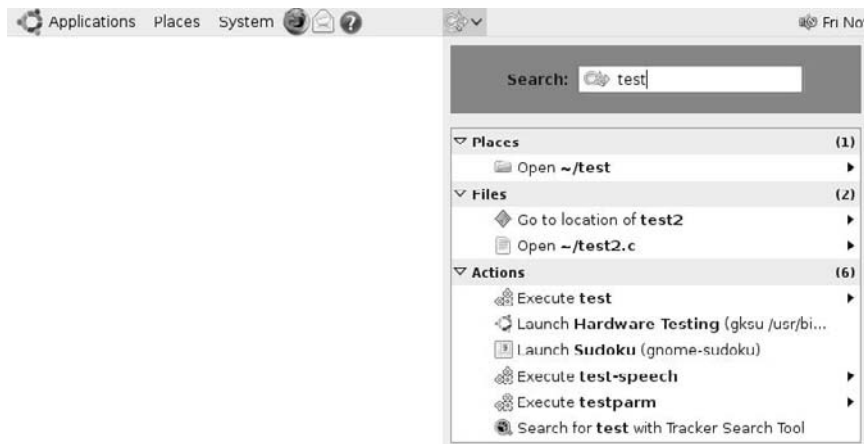 Applications Places System Fri No
Search: test
Places (1)
Open ~/test
Files (2)
Go to location of test2
Open ~/test2.c
Actions (6)
Execute test
Launch Hardware Testing (gksu /usr/bi...
Launch Sudoku (gnome-sudoku)
Execute test-speech
Execute testparm
Search for test with Tracker Search Tool